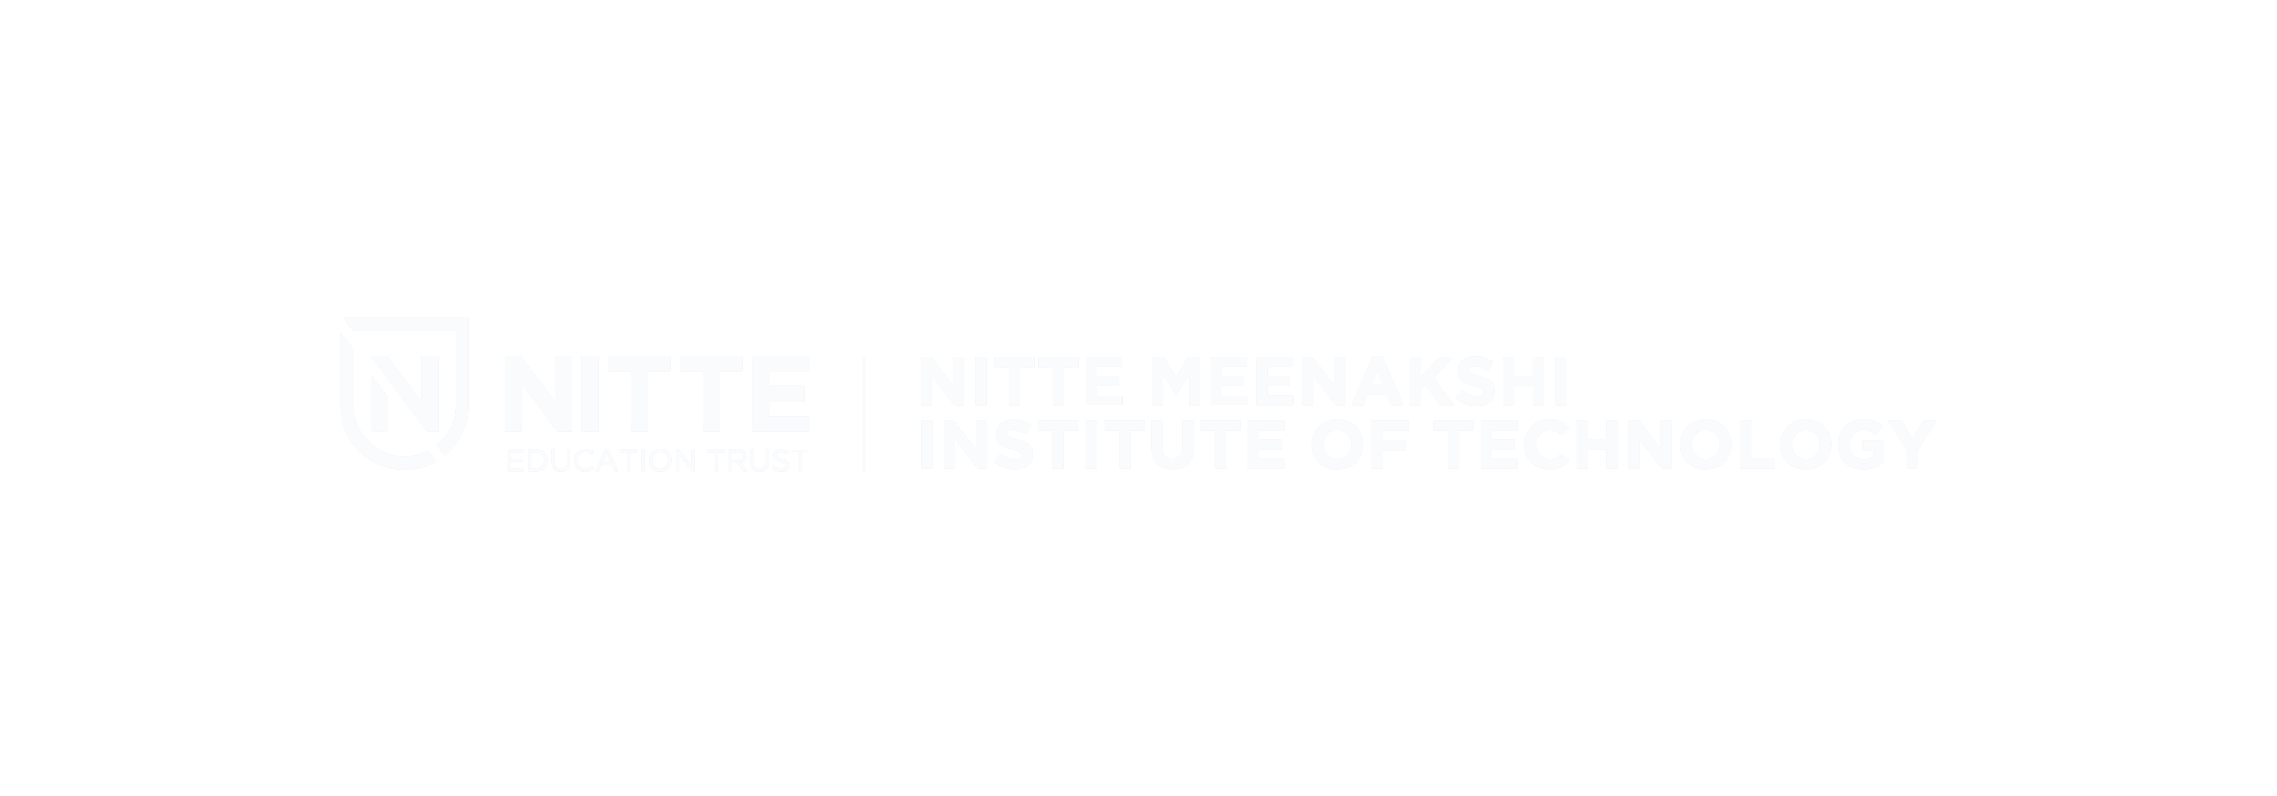 N NITTE
EDUCATION TRUST
NITTE MEENAKSHI
INSTITUTE OF TECHNOLOGY